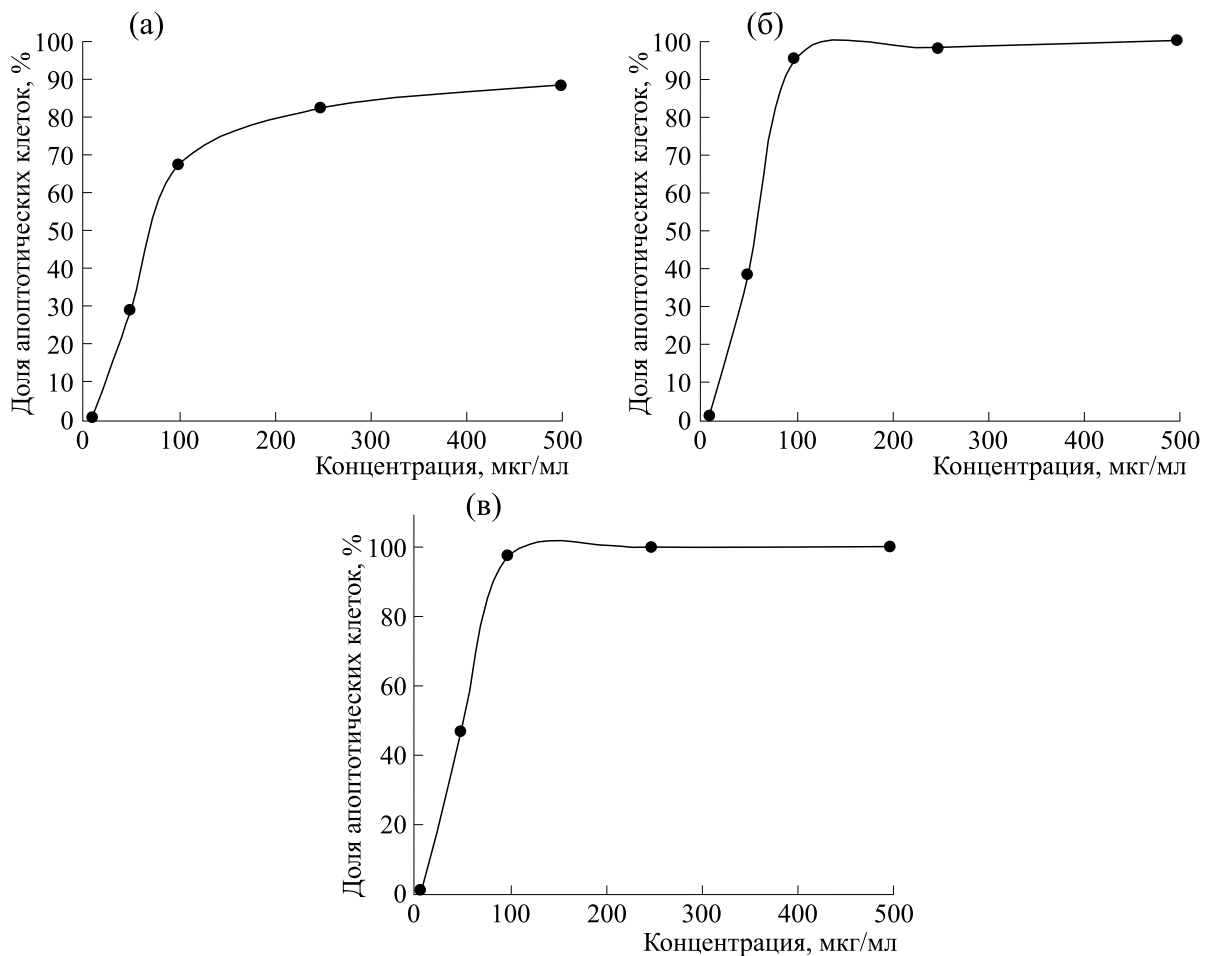 (а)
Доля апоптотических клеток, %
100
90
80
70
60
50
40
30
20
10
0
0 100 200 300 400 500
Концентрация, мкг/мл
(б)
Доля апоптотических клеток, %
100
90
80
70
60
50
40
30
20
10
0
0 100 200 300 400 500
Концентрация, мкг/мл
(в)
Доля апоптотических клеток, %
100
80
60
40
20
0
0 100 200 300 400 500
Концентрация, мкг/мл